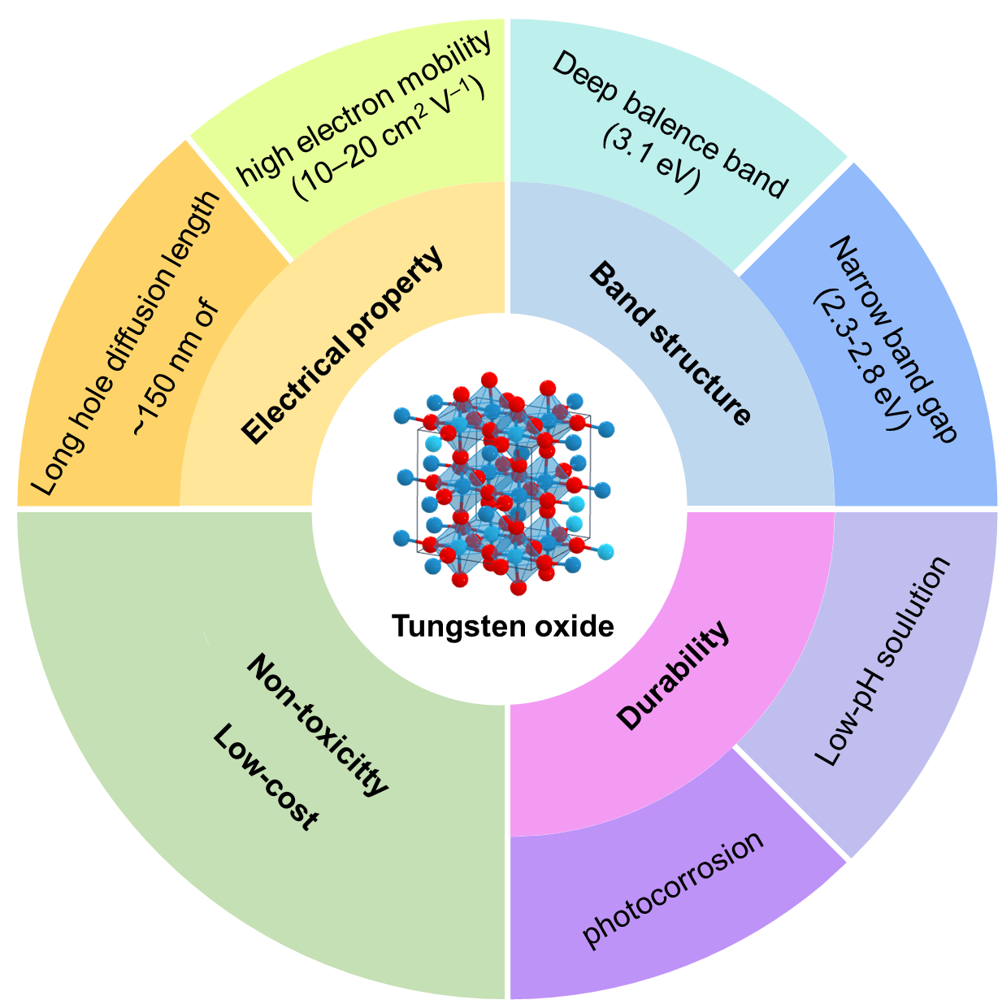 Long hole diffusion length
~150 nm of
high electron mobility
(10–20 cm² V⁻¹)
Electrical property
Deep balence band
(3.1 eV)
Narrow band gap
(2.3-2.8 eV)
Band structure
Tungsten oxide
Durability
Low-pH soulution
photocorrosion
Non-toxicitty
Low-cost